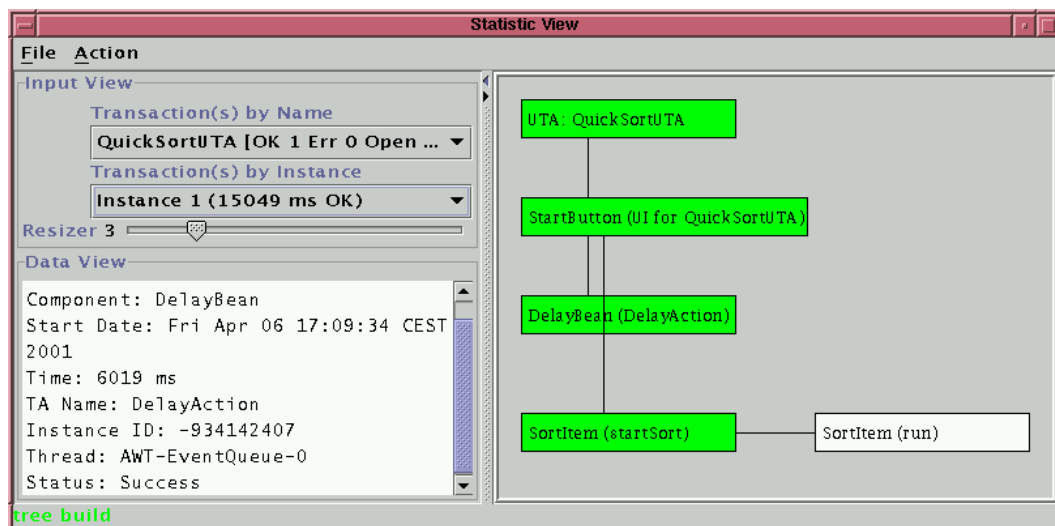 Statistic View
File Action
Input View
Transaction(s) by Name
QuickSortUTA [OK 1 Err 0 Open ...
Transaction(s) by Instance
Instance 1 (15049 ms OK)
Resizer 3
Data View
Component: DelayBean
Start Date: Fri Apr 06 17:09:34 CEST
2001
Time: 6019 ms
TA Name: DelayAction
Instance ID: -934142407
Thread: AWT-EventQueue-0
Status: Success
tree build
UTA: QuickSortUTA
StartButton (UI for QuickSortUTA)
DelayBean (DelayAction)
SortItem (startSort)
SortItem (run)